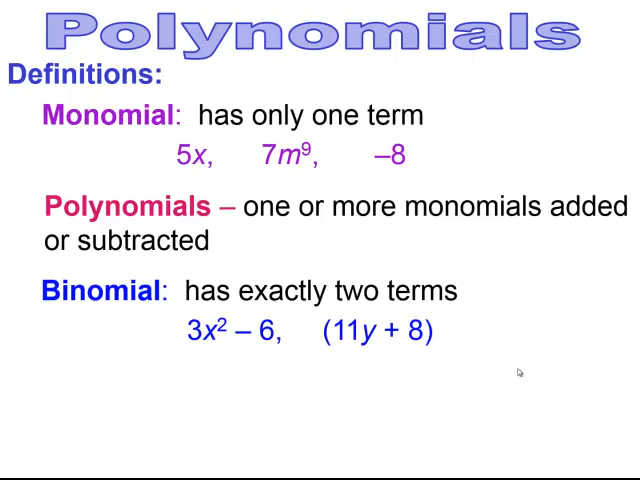 Polynomials
Definitions:
Monomial: has only one term
5x, 7m⁹, –8
Polynomials – one or more monomials added
or subtracted
Binomial: has exactly two terms
3x² – 6, (11y + 8)